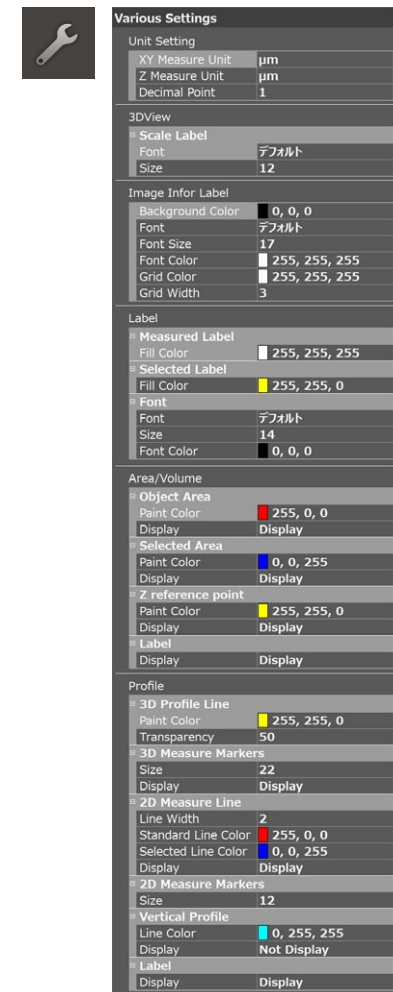 Various Settings
Unit Setting
XY Measure Unit μm
Z Measure Unit μm
Decimal Point 1
3DView
Scale Label
Font デフォルト
Size 12
Image Infor Label
Background Color 0, 0, 0
Font デフォルト
Font Size 17
Font Color 255, 255, 255
Grid Color 255, 255, 255
Grid Width 3
Label
Measured Label
Fill Color 255, 255, 255
Selected Label
Fill Color 255, 255, 0
Font
Font デフォルト
Size 14
Font Color 0, 0, 0
Area/Volume
Object Area
Paint Color 255, 0, 0
Display Display
Selected Area
Paint Color 0, 0, 255
Display Display
Z reference point
Paint Color 255, 255, 0
Display Display
Label
Display Display
Profile
3D Profile Line
Paint Color 255, 255, 0
Transparency 50
3D Measure Markers
Size 22
Display Display
2D Measure Line
Line Width 2
Standard Line Color 255, 0, 0
Selected Line Color 0, 0, 255
Display Display
2D Measure Markers
Size 12
Vertical Profile
Line Color 0, 255, 255
Display Not Display
Label
Display Display